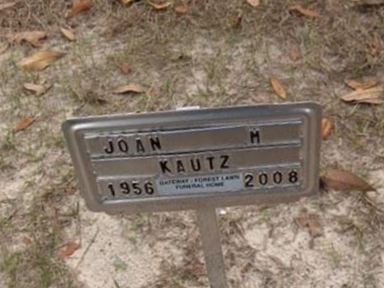 JOAN M
KAUTZ
1956 GATEWAY - FOREST LAWN 2008
FUNERAL HOME